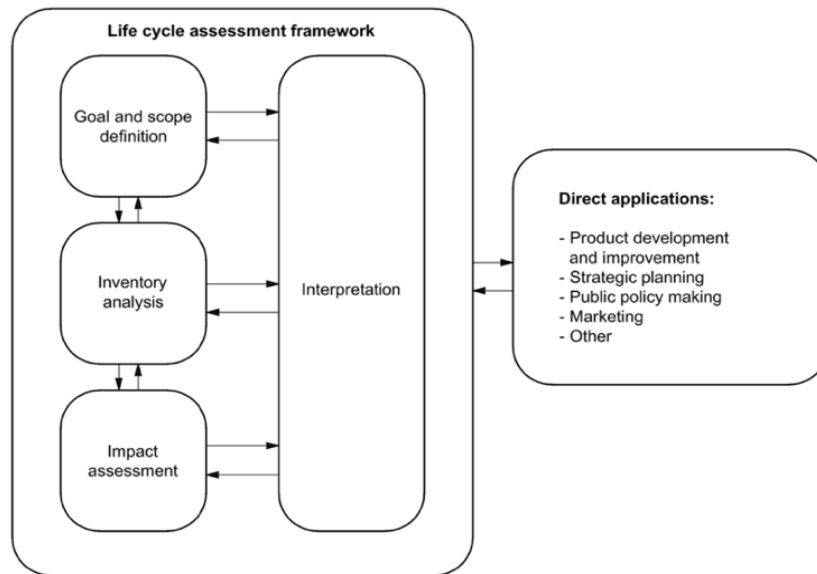 Life cycle assessment framework
Goal and scope
definition
Inventory
analysis
Impact
assessment
Interpretation
Direct applications:
- Product development
and improvement
- Strategic planning
- Public policy making
- Marketing
- Other